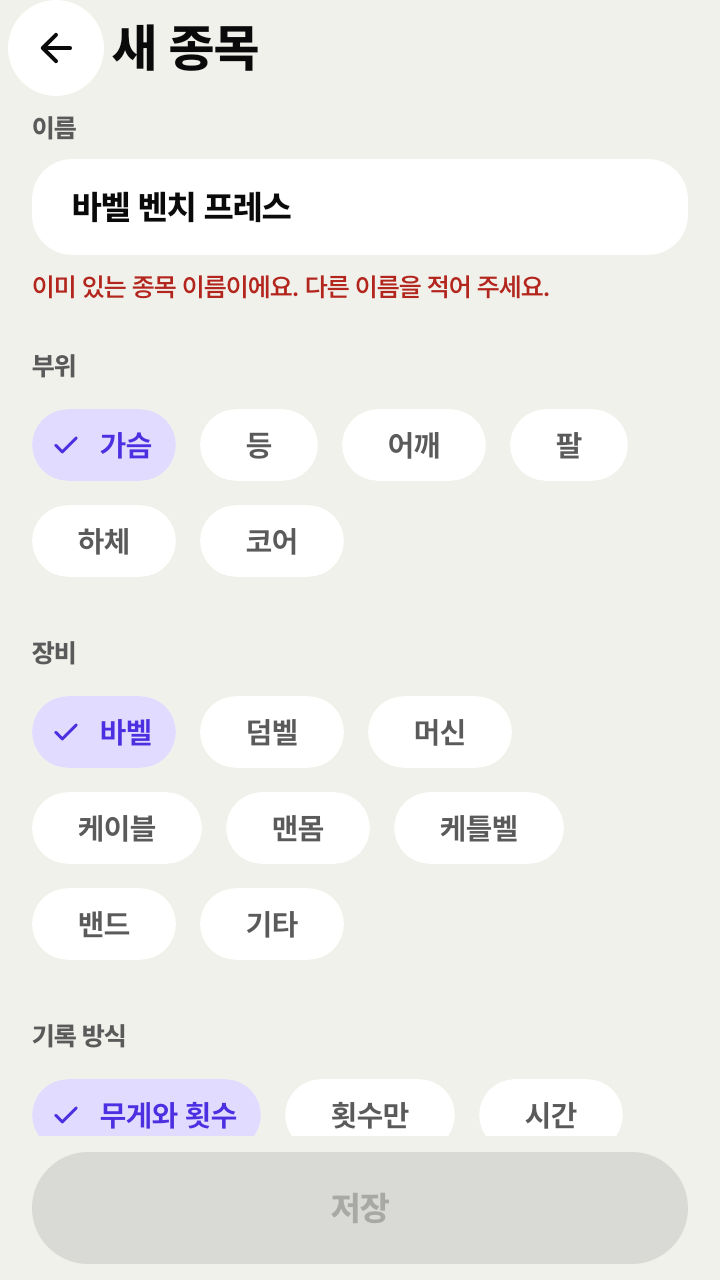 새 종목
이름
바벨 벤치 프레스
이미 있는 종목 이름이에요. 다른 이름을 적어 주세요.
부위
가슴 등 어깨 팔
하체 코어
장비
바벨 덤벨 머신
케이블 맨몸 케틀벨
밴드 기타
기록 방식
무게와 횟수 횟수만 시간
저장